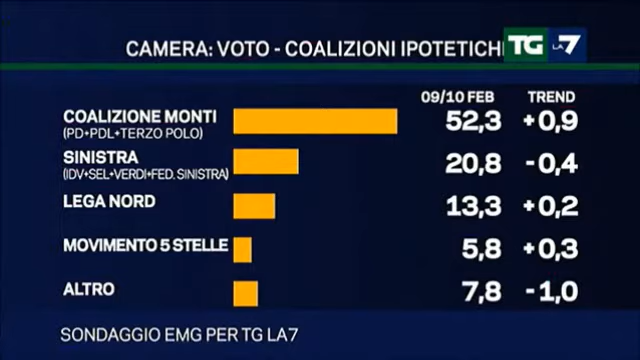 CAMERA: VOTO - COALIZIONI IPOTETICHE
TG LA7
09/10 FEB TREND
COALIZIONE MONTI 52,3 +0,9
(PD+PDL+TERZO POLO)
SINISTRA 20,8 -0,4
(IDV+SEL+VERDI+FED. SINISTRA)
LEGA NORD 13,3 +0,2
MOVIMENTO 5 STELLE 5,8 +0,3
ALTRO 7,8 -1,0
SONDAGGIO EMG PER TG LA7